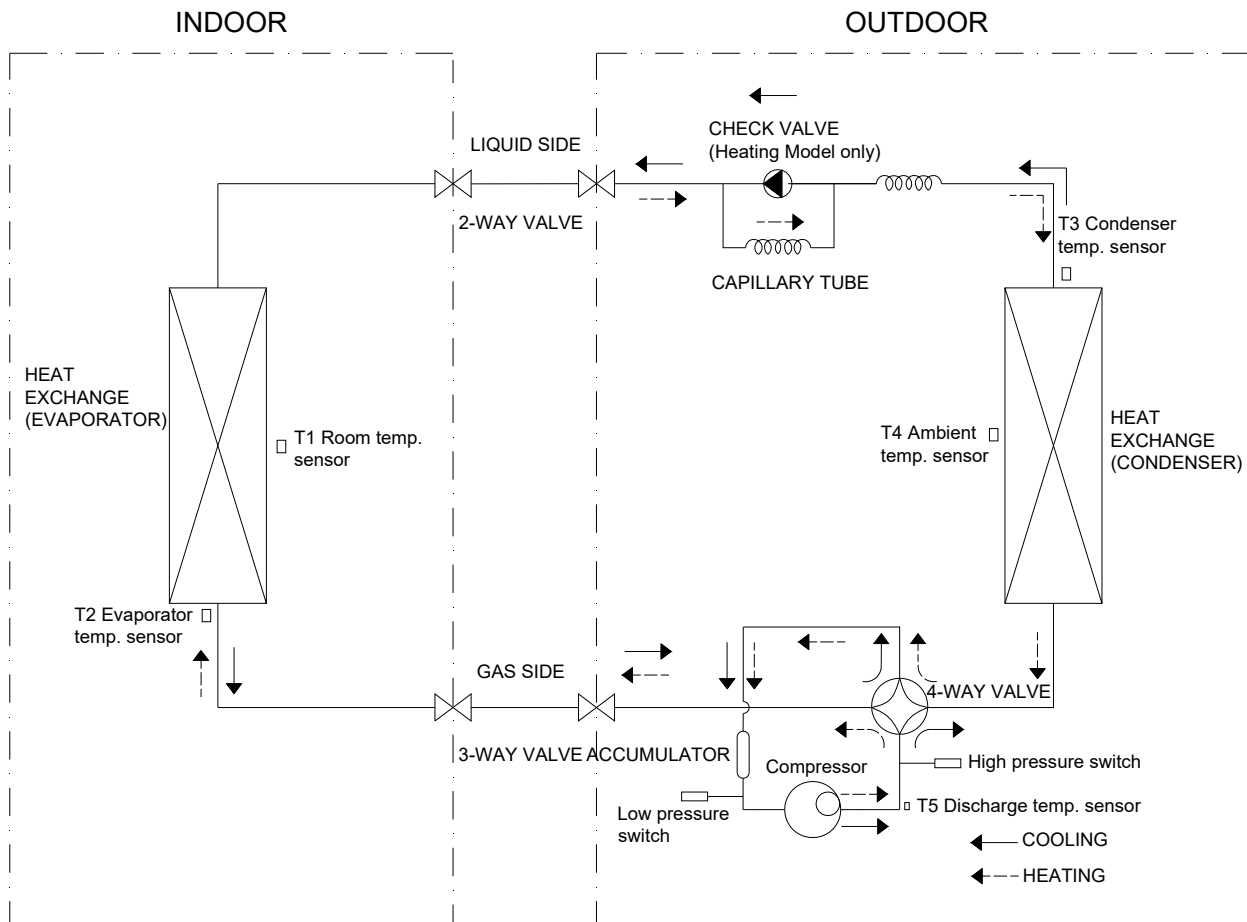 INDOOR
OUTDOOR
CHECK VALVE
(Heating Model only)
LIQUID SIDE
2-WAY VALVE
T3 Condenser
temp. sensor
CAPILLARY TUBE
HEAT
EXCHANGE
(EVAPORATOR)
T1 Room temp.
sensor
T4 Ambient
temp. sensor
HEAT
EXCHANGE
(CONDENSER)
T2 Evaporator
temp. sensor
GAS SIDE
4-WAY VALVE
3-WAY VALVE
ACCUMULATOR
Compressor
High pressure switch
Low pressure
switch
T5 Discharge temp. sensor
COOLING
HEATING